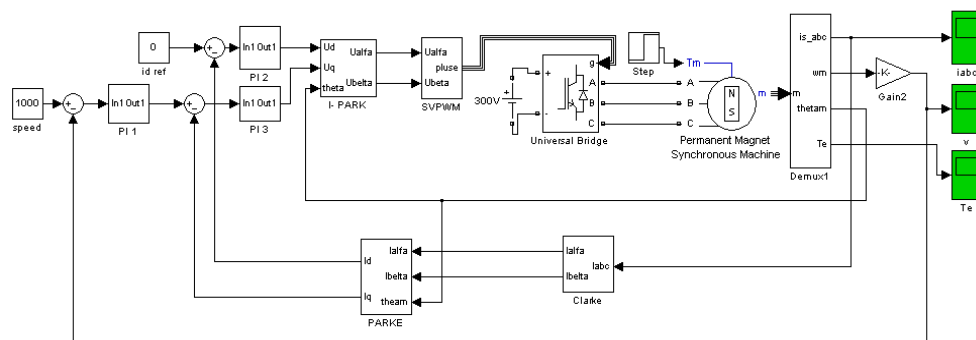 0
id ref
In1 Out1
PI 2
1000
speed
In1 Out1
PI 1
In1 Out1
PI 3
Ud
Uq
theta
Ualfa
Ubelta
I- PARK
Ualfa
Ubeta
pluse
SVPWM
300V
+
-
g
A
B
C
Universal Bridge
Step
Tm
A
B
C
N
S
m
Permanent Magnet
Synchronous Machine
m
is_abc
wm
thetam
Te
Demux1
-K-
Gain2
iabc
v
Te
Id
Iq
Ialfa
Ibelta
theam
PARKE
Ialfa
Ibelta
Iabc
Clarke